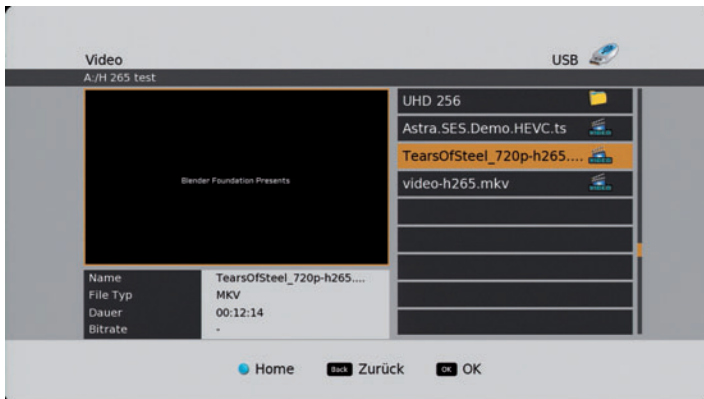 Video
USB
A:/H 265 test
UHD 256
Astra.SES.Demo.HEVC.ts
TearsOfSteel_720p-h265....
video-h265.mkv
Blender Foundation Presents
Name TearsOfSteel_720p-h265....
File Typ MKV
Dauer 00:12:14
Bitrate -
Home Back Zurück OK OK